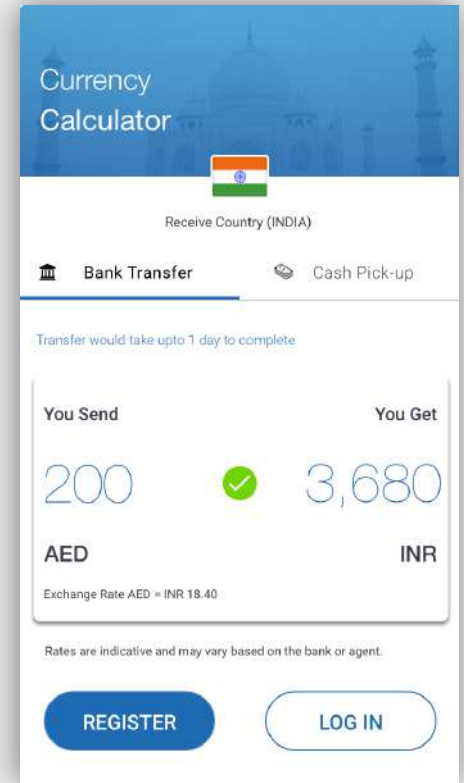 Currency
Calculator
Receive Country (INDIA)
Bank Transfer
Cash Pick-up
Transfer would take upto 1 day to complete
You Send
You Get
200
3,680
AED
INR
Exchange Rate AED = INR 18.40
Rates are indicative and may vary based on the bank or agent.
REGISTER
LOG IN